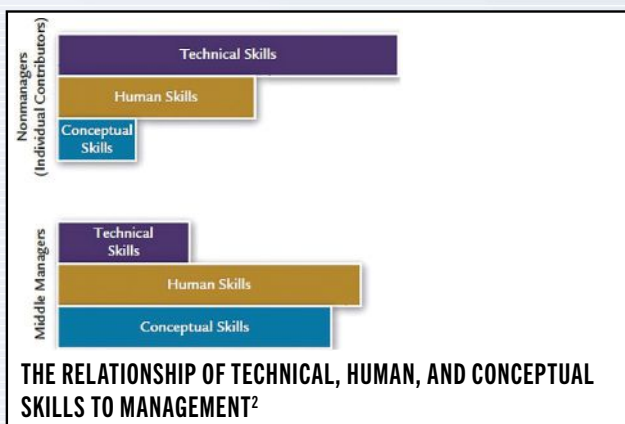 Nonmanagers
(Individual Contributors)
Technical Skills
Human Skills
Conceptual
Skills
Middle Managers
Technical
Skills
Human Skills
Conceptual Skills
THE RELATIONSHIP OF TECHNICAL, HUMAN, AND CONCEPTUAL
SKILLS TO MANAGEMENT²